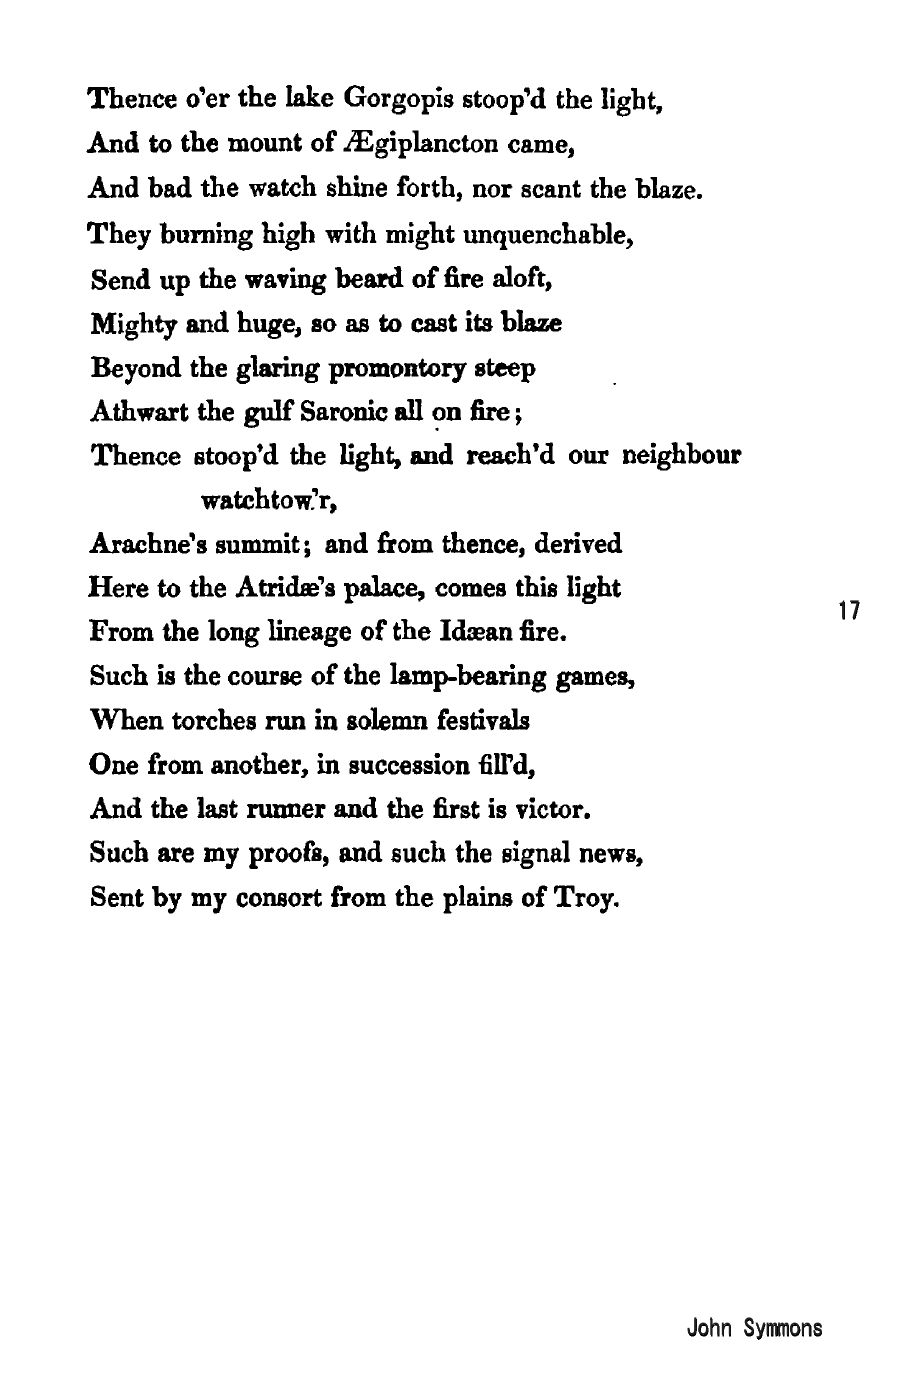 Thence o'er the lake Gorgopis stoop'd the light,
And to the mount of Ægiplancton came,
And bad the watch shine forth, nor scant the blaze.
They burning high with might unquenchable,
Send up the waving beard of fire aloft,
Mighty and huge, so as to cast its blaze
Beyond the glaring promontory steep
Athwart the gulf Saronic all on fire;
Thence stoop'd the light, and reach'd our neighbour
watchtow'r,
Arachne's summit; and from thence, derived
Here to the Atridæ's palace, comes this light
From the long lineage of the Idæan fire.
17
Such is the course of the lamp-bearing games,
When torches run in solemn festivals
One from another, in succession fill'd,
And the last runner and the first is victor.
Such are my proofs, and such the signal news,
Sent by my consort from the plains of Troy.
John Symmons